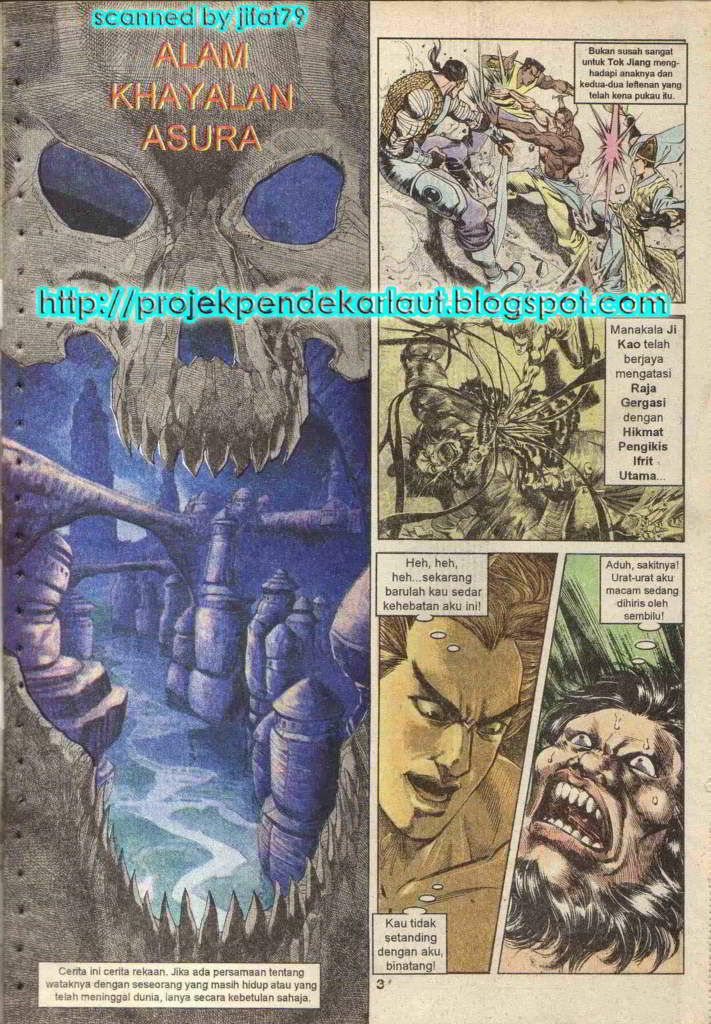 scanned by jifat79
ALAM
KHAYALAN
ASURA
http://projekpendekarlaut.blogspot.com
Bukan susah sangat
untuk Tok Jiang meng-
hadapi anaknya dan
kedua-dua leftenan yang
telah kena pukau itu.
Manakala Ji
Kao telah
berjaya
mengatasi
Raja
Gergasi
dengan
Hikmat
Pengikis
Ifrit
Utama...
Heh, heh,
heh...sekarang
barulah kau sedar
kehebatan aku ini!
Aduh, sakitnya!
Urat-urat aku
macam sedang
dihiris oleh
sembilu!
Kau tidak
setanding
dengan aku,
binatang!
Cerita ini cerita rekaan. Jika ada persamaan tentang
wataknya dengan seseorang yang masih hidup atau yang
telah meninggal dunia, ianya secara kebetulan sahaja.
3